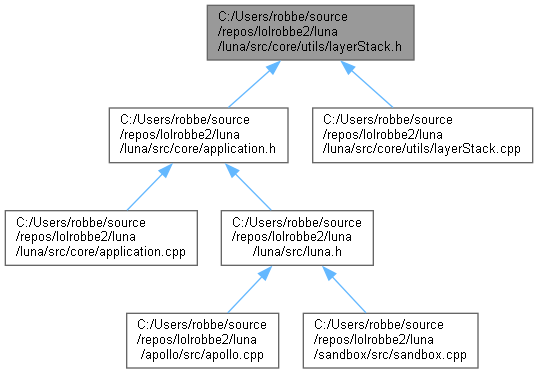 C:/Users/robbe/source
/repos/lolrobbe2/luna
/luna/src/core/utils/layerStack.h
C:/Users/robbe/source
/repos/lolrobbe2/luna
/luna/src/core/application.h
C:/Users/robbe/source
/repos/lolrobbe2/luna
/luna/src/core/utils/layerStack.cpp
C:/Users/robbe/source
/repos/lolrobbe2/luna
/luna/src/core/application.cpp
C:/Users/robbe/source
/repos/lolrobbe2/luna
/luna/src/luna.h
C:/Users/robbe/source
/repos/lolrobbe2/luna
/apollo/src/apollo.cpp
C:/Users/robbe/source
/repos/lolrobbe2/luna
/sandbox/src/sandbox.cpp